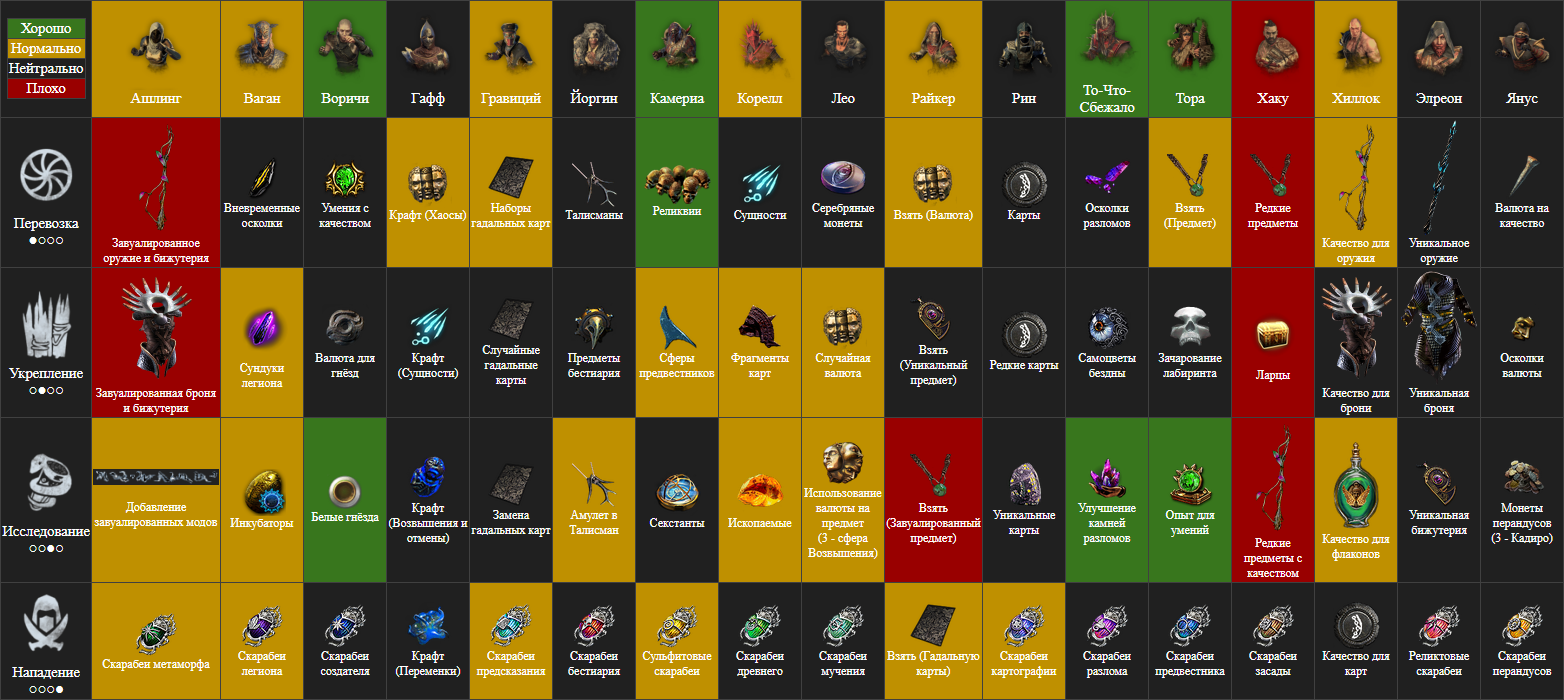 Хорошо
Нормально
Нейтрально
Плохо
Ашлинг
Ваган
Воричи
Гафф
Гравиций
Йоргин
Камериа
Корелл
Лео
Райкер
Рин
То-Что-
Сбежало
Тора
Хаку
Хиллок
Элреон
Янус
Перевозка
Завуалированное
оружие и бижутерия
Вневременные
осколки
Умения с
качеством
Крафт (Хаосы)
Наборы
гадальных карт
Талисманы
Реликвии
Сущности
Серебряные
монеты
Взять (Валюта)
Карты
Осколки
разломов
Взять
(Предмет)
Редкие
предметы
Качество для
оружия
Уникальное
оружие
Валюта на
качество
Укрепление
Завуалированная броня
и бижутерия
Сундуки
легиона
Валюта для
гнёзд
Крафт
(Сущности)
Случайные
гадальные
карты
Предметы
бестиария
Сферы
предвестников
Фрагменты
карт
Случайная
валюта
Взять
(Уникальный
предмет)
Редкие карты
Самоцветы
бездны
Зачарование
лабиринта
Ларцы
Качество для
брони
Уникальная
броня
Осколки
валюты
Исследование
Добавление
завуалированных модов
Инкубаторы
Белые гнёзда
Крафт
(Возвышения и
отмены)
Замена
гадальных карт
Амулет в
Талисман
Секстанты
Ископаемые
Использование
валюты на
предмет
(3 - сфера
Возвышения)
Взять
(Завуалированный
предмет)
Уникальные
карты
Улучшение
камней
разломов
Опыт для
умений
Редкие
предметы с
качеством
Качество для
флаконов
Уникальная
бижутерия
Монеты
перандусов
(3 - Кадиро)
Нападение
Скарабеи метаморфа
Скарабеи
легиона
Скарабеи
создателя
Крафт
(Переменки)
Скарабеи
предсказания
Скарабеи
бестиария
Сульфитовые
скарабеи
Скарабеи
древнего
Скарабеи
мучения
Взять (Гадальную
карты)
Скарабеи
картографии
Скарабеи
разлома
Скарабеи
предвестника
Скарабеи
засады
Качество для
карт
Реликтовые
скарабеи
Скарабеи
перандусов